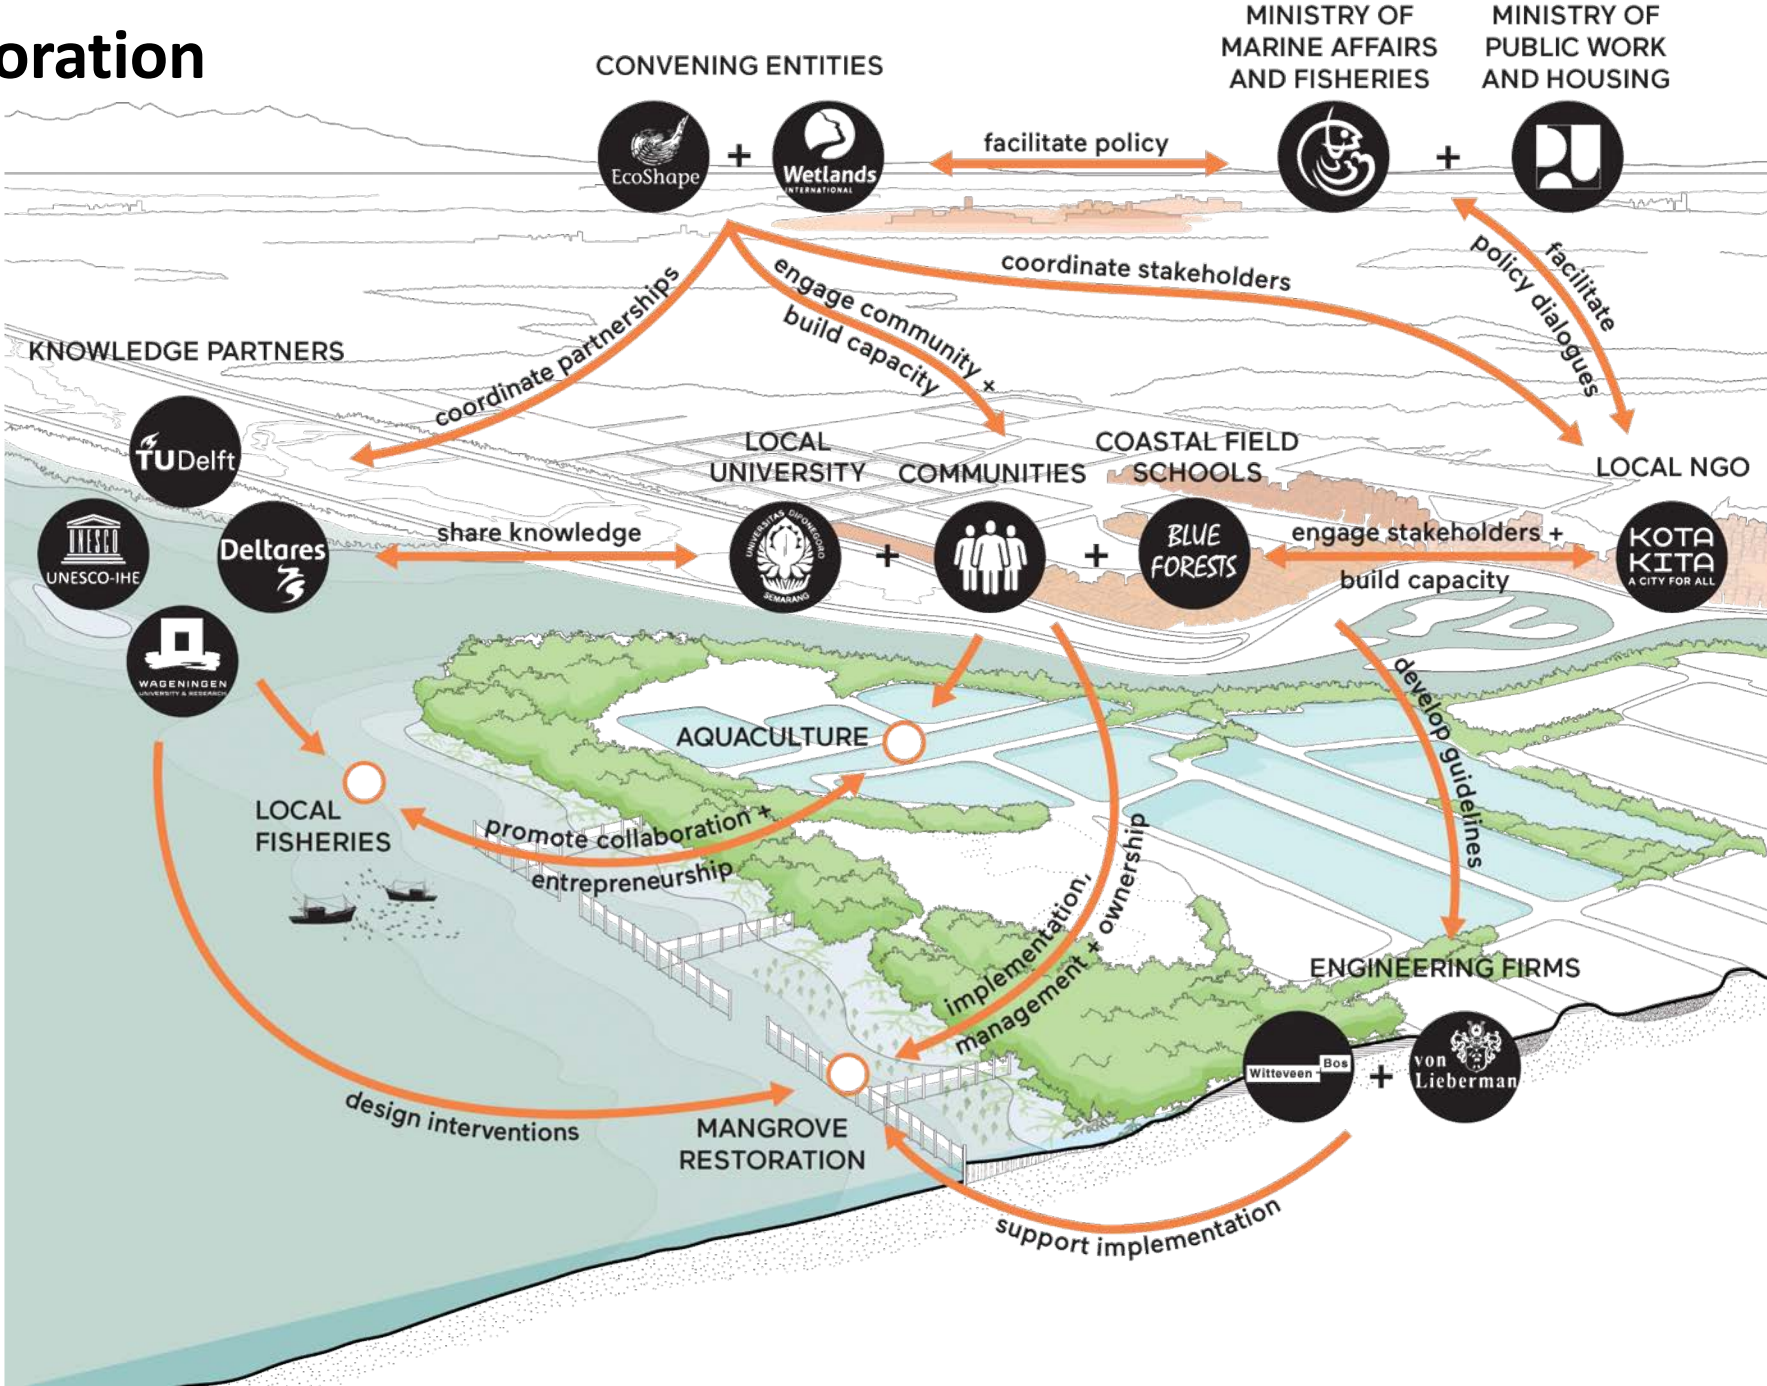 oration
CONVENING ENTITIES
MINISTRY OF
MARINE AFFAIRS
AND FISHERIES
MINISTRY OF
PUBLIC WORK
AND HOUSING
EcoShape
+
Wetlands
INTERNATIONAL
facilitate policy
+
coordinate partnerships
engage community +
build capacity
coordinate stakeholders
facilitate
policy dialogues
KNOWLEDGE PARTNERS
TUDelft
UNESCO
UNESCO-IHE
Deltares
WAGENINGEN
UNIVERSITY & RESEARCH
share knowledge
LOCAL
UNIVERSITY
UNIVERSITAS DIPONEGORO
SEMARANG
+
COMMUNITIES
+
COASTAL FIELD
SCHOOLS
BLUE
FORESTS
engage stakeholders +
build capacity
LOCAL NGO
KOTA
KITA
A CITY FOR ALL
AQUACULTURE
LOCAL
FISHERIES
promote collaboration +
entrepreneurship
implementation,
management + ownership
develop guidelines
ENGINEERING FIRMS
Witteveen
Bos
+
von
Lieberman
design interventions
MANGROVE
RESTORATION
support implementation